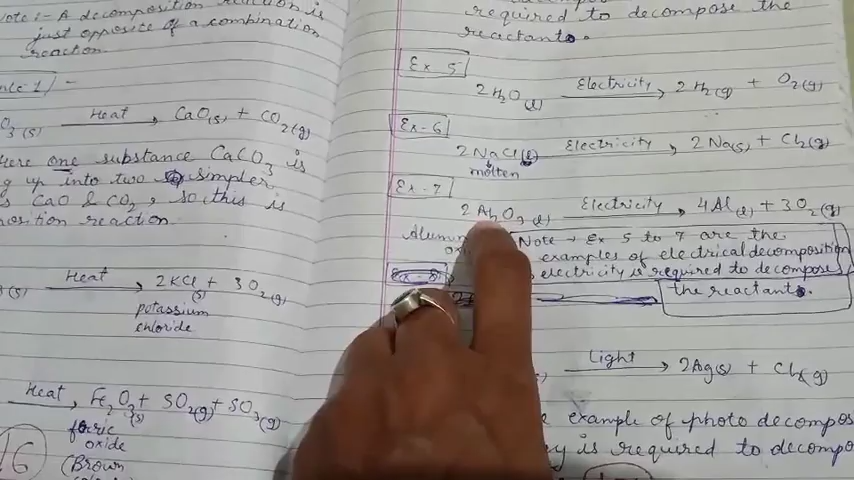 Note :- A decomposition reaction is
just opposite of a combination
reaction.
O3(s) Heat → CaO(s) + CO2(g)
Here one substance CaCO3 is
g up into two simpler
is CaO & CO2, so this is
position reaction
(s) Heat → 2KCl(s) + 3O2(g)
potassium
chloride
Heat → Fe2O3(s) + SO2(g) + SO3(g)
ferric
oxide
(Brown
16
required to decompose the
reactants.
Ex-5
2H2O(l) Electricity → 2H2(g) + O2(g)
Ex-6
2NaCl(l) Electricity → 2Na(s) + Cl2(g)
molten
Ex-7
2Al2O3(l) Electricity → 4Al(l) + 3O2(g)
Note → Ex 5 to 7 are the
examples of electrical decomposition
electricity is required to decompose
the reactants.
Light → 2Ag(s) + Cl2(g)
example of photo decompos
is required to decompo